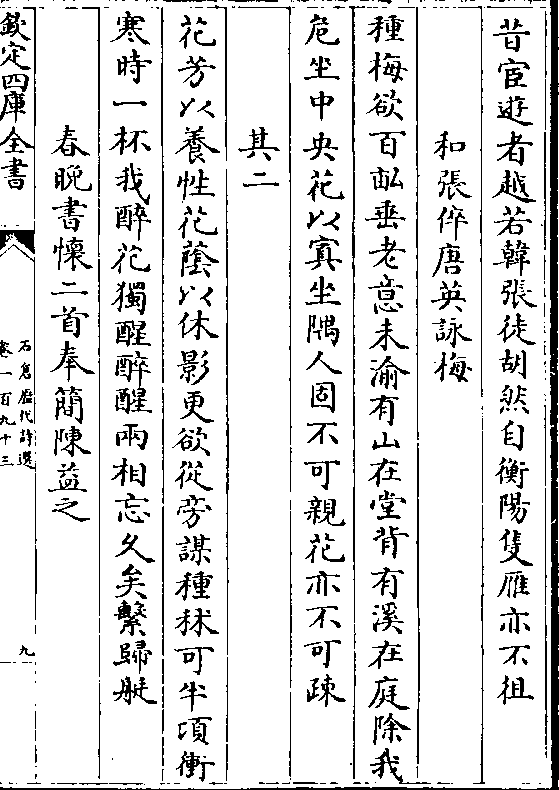 昔宦遊者越若韓張徒胡然自衡陽隻雁亦不徂
和張倅唐英詠梅
種梅欲百畝垂老意未渝有山在堂背有溪在庭除我
危坐中央花以寘坐隅人固不可親花亦不可疎
其二
花芳以養性花蔭以休影更欲從旁謀種秫可半項衝
寒時一杯我醉花獨醒醉醒兩相忘久矣繫歸艇
春晚書懷二首奉簡陳益之
欽定四庫全書
石倉歷代詩選
卷一百九十三
九